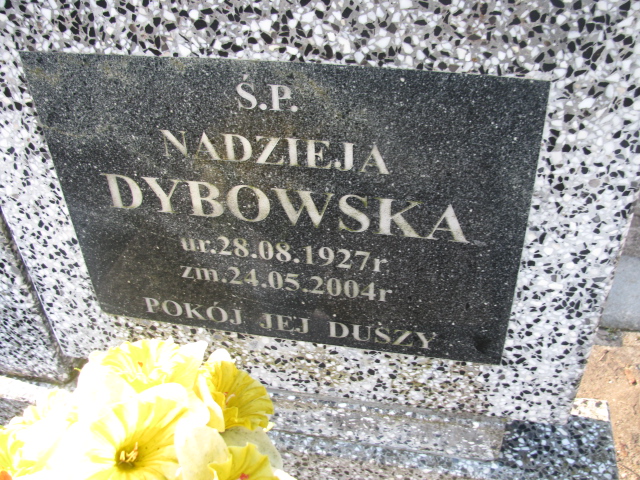 Ś.P.
NADZIEJA
DYBOWSKA
ur.28.08.1927r
zm.24.05.2004r
POKÓJ JEJ DUSZY